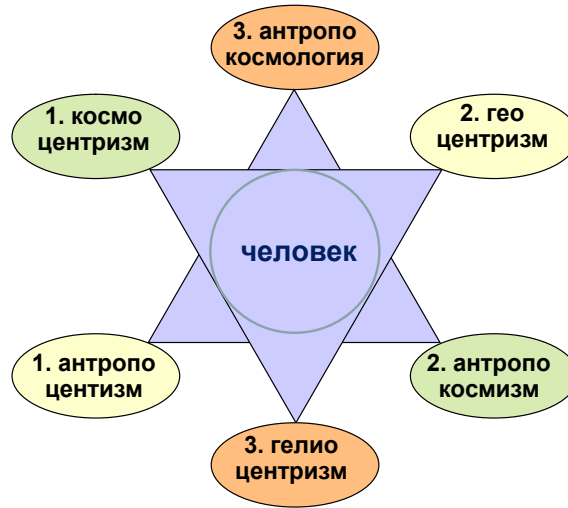 3. антропо
космология
1. космо
центризм
2. гео
центризм
человек
1. антропо
центизм
2. антропо
космизм
3. гелио
центризм